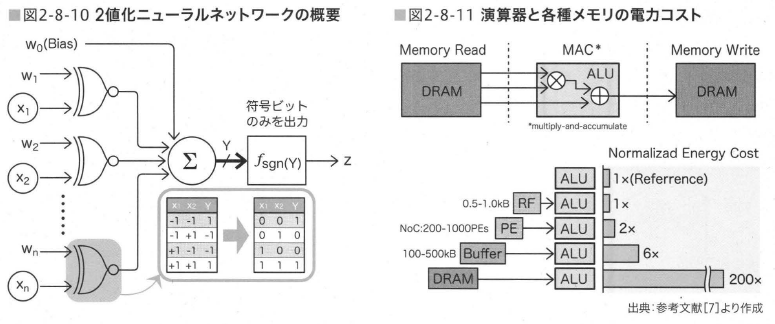 ■図2-8-10 2値化ニューラルネットワークの概要
w0(Bias)
w1
x1
w2
x2
wn
xn
符号ビット
のみを出力
Σ
Y
fsgn(Y)
z
x1 x2 Y
-1 -1 1
-1 +1 -1
+1 -1 -1
+1 +1 1
x1 x2 Y
0 0 1
0 1 0
1 0 0
1 1 1
■図2-8-11 演算器と各種メモリの電力コスト
Memory Read
MAC*
Memory Write
DRAM
ALU
DRAM
*multiply-and-accumulate
Normalizad Energy Cost
ALU 1×(Referrence)
0.5-1.0kB RF ALU 1×
NoC:200-1000PEs PE ALU 2×
100-500kB Buffer ALU 6×
DRAM ALU 200×
出典:参考文献[7]より作成